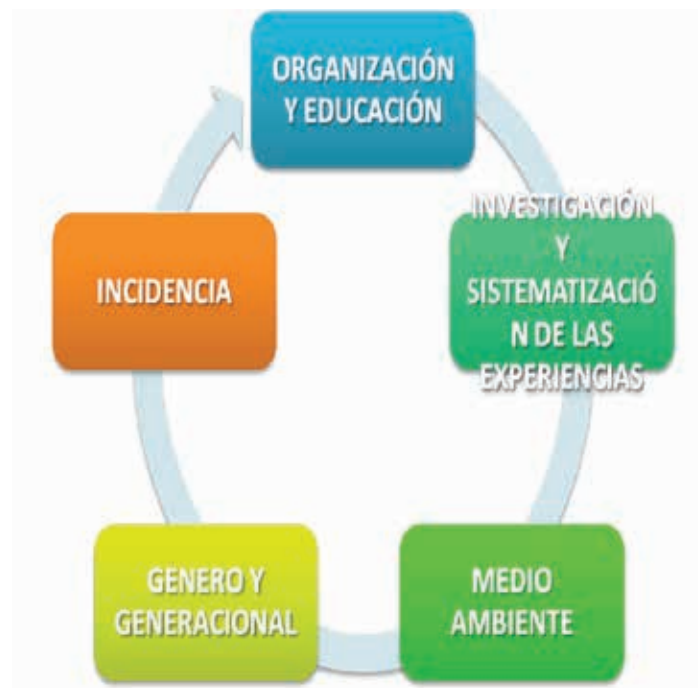 ORGANIZACIÓN
Y EDUCACIÓN
INVESTIGACIÓN
Y
SISTEMATIZACIÓ
N DE LAS
EXPERIENCIAS
MEDIO
AMBIENTE
GENERO Y
GENERACIONAL
INCIDENCIA